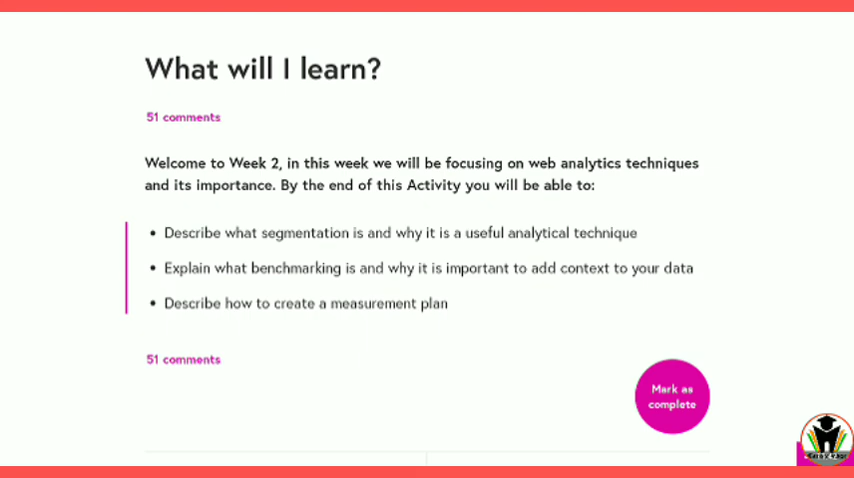 What will I learn?
51 comments
Welcome to Week 2, in this week we will be focusing on web analytics techniques
and its importance. By the end of this Activity you will be able to:
• Describe what segmentation is and why it is a useful analytical technique
• Explain what benchmarking is and why it is important to add context to your data
• Describe how to create a measurement plan
51 comments
Mark as
complete